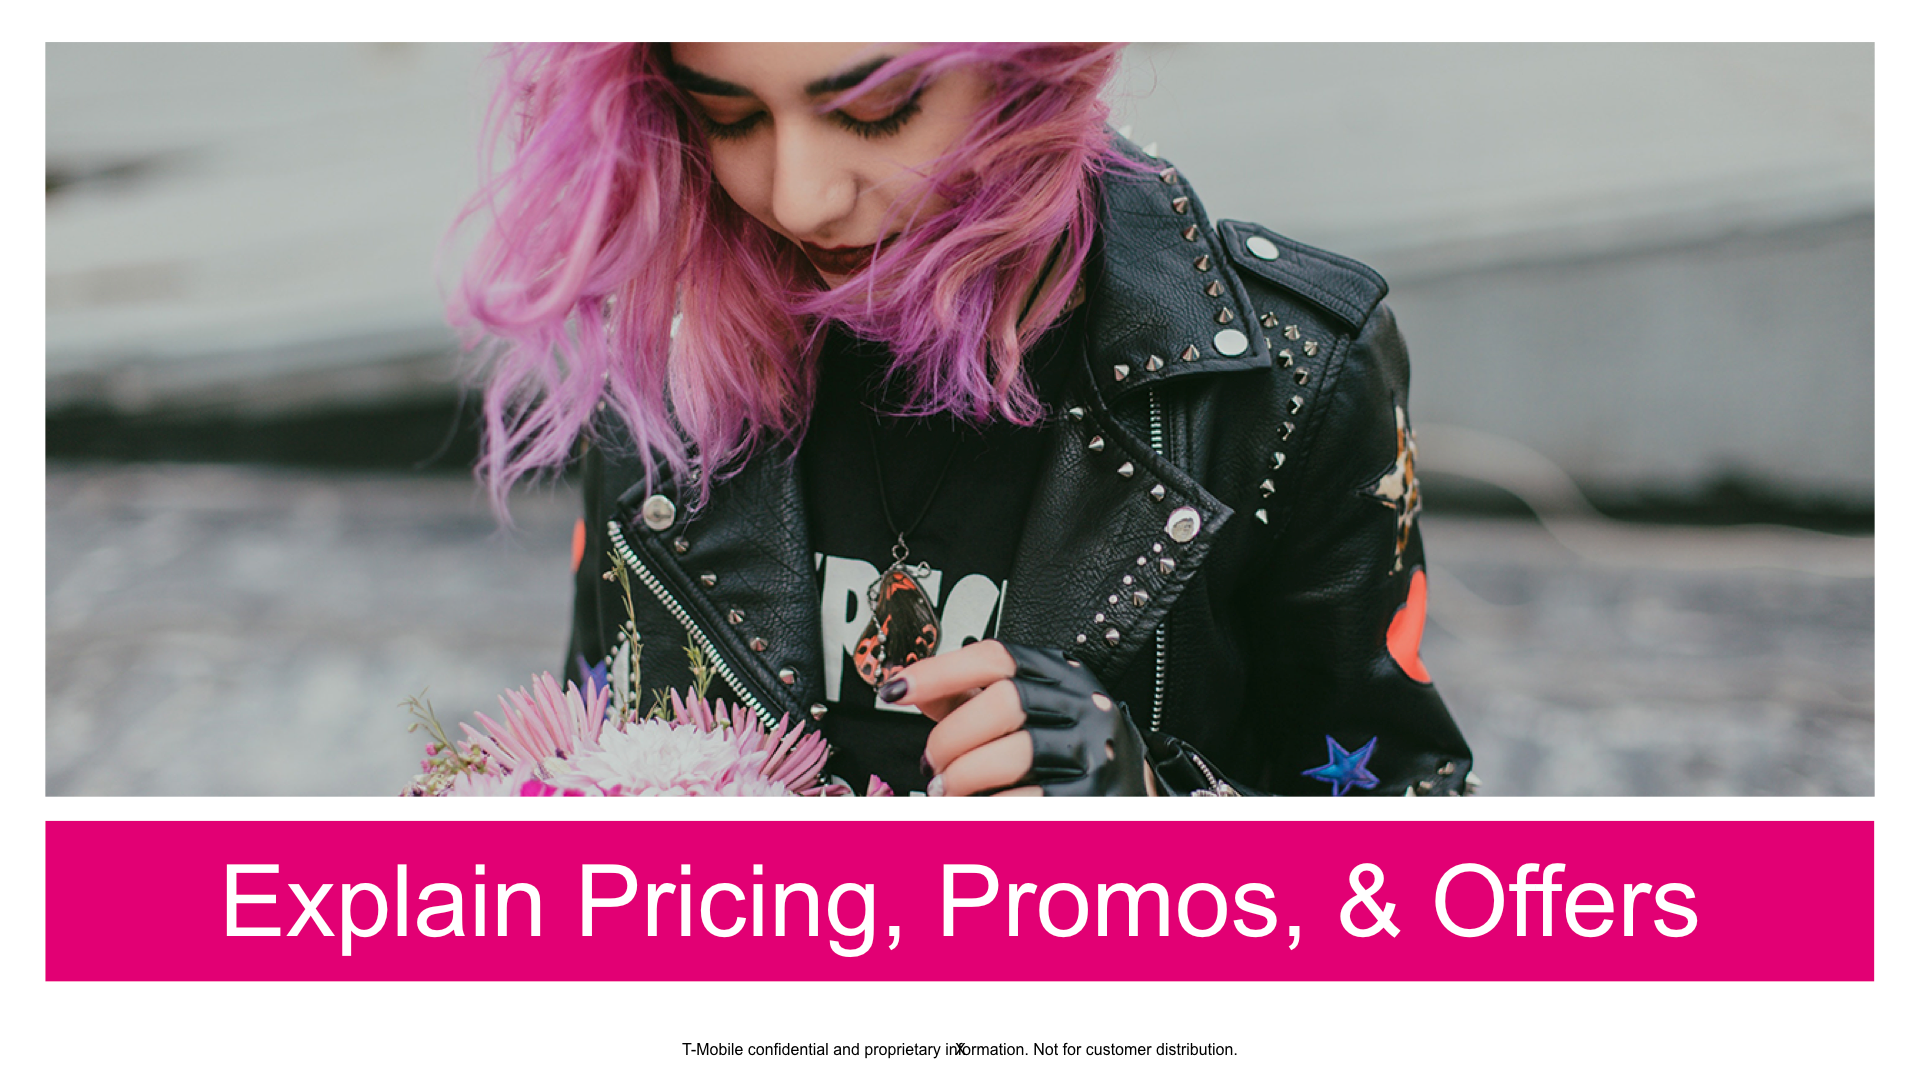 Explain Pricing, Promos, & Offers
T-Mobile confidential and proprietary information. Not for customer distribution.